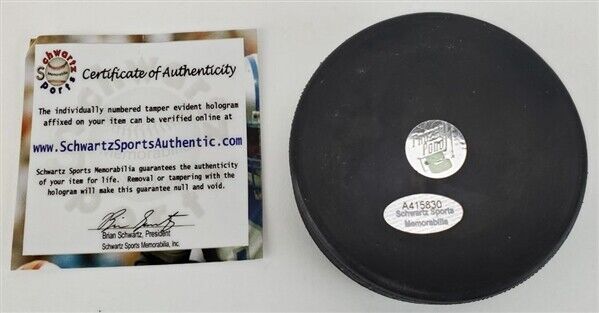 Schwartz
Sports
Memorabilia
Certificate of Authenticity
The individually numbered tamper evident hologram
affixed on your item can be verified online at
www.SchwartzSportsAuthentic.com
Schwartz Sports Memorabilia guarantees the authenticity
of your item for life. Removal or tampering with the
hologram will make this guarantee null and void.
Brian Schwartz, President
Schwartz Sports Memorabilia, Inc.
A415830
Schwartz Sports
Memorabilia